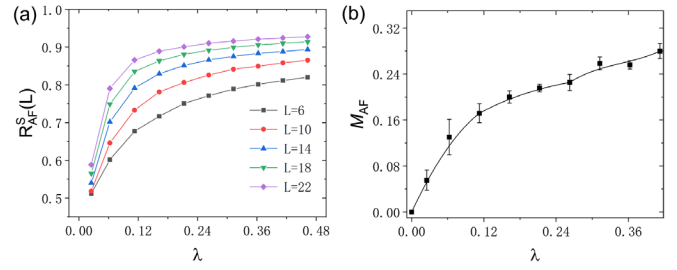 (a)
R^S_AF(L)
1.0
0.9
0.8
0.7
0.6
0.5
L=6
L=10
L=14
L=18
L=22
0.00 0.12 0.24 0.36 0.48
λ
(b)
M_AF
0.32
0.24
0.16
0.08
0.00
0.00 0.12 0.24 0.36
λ